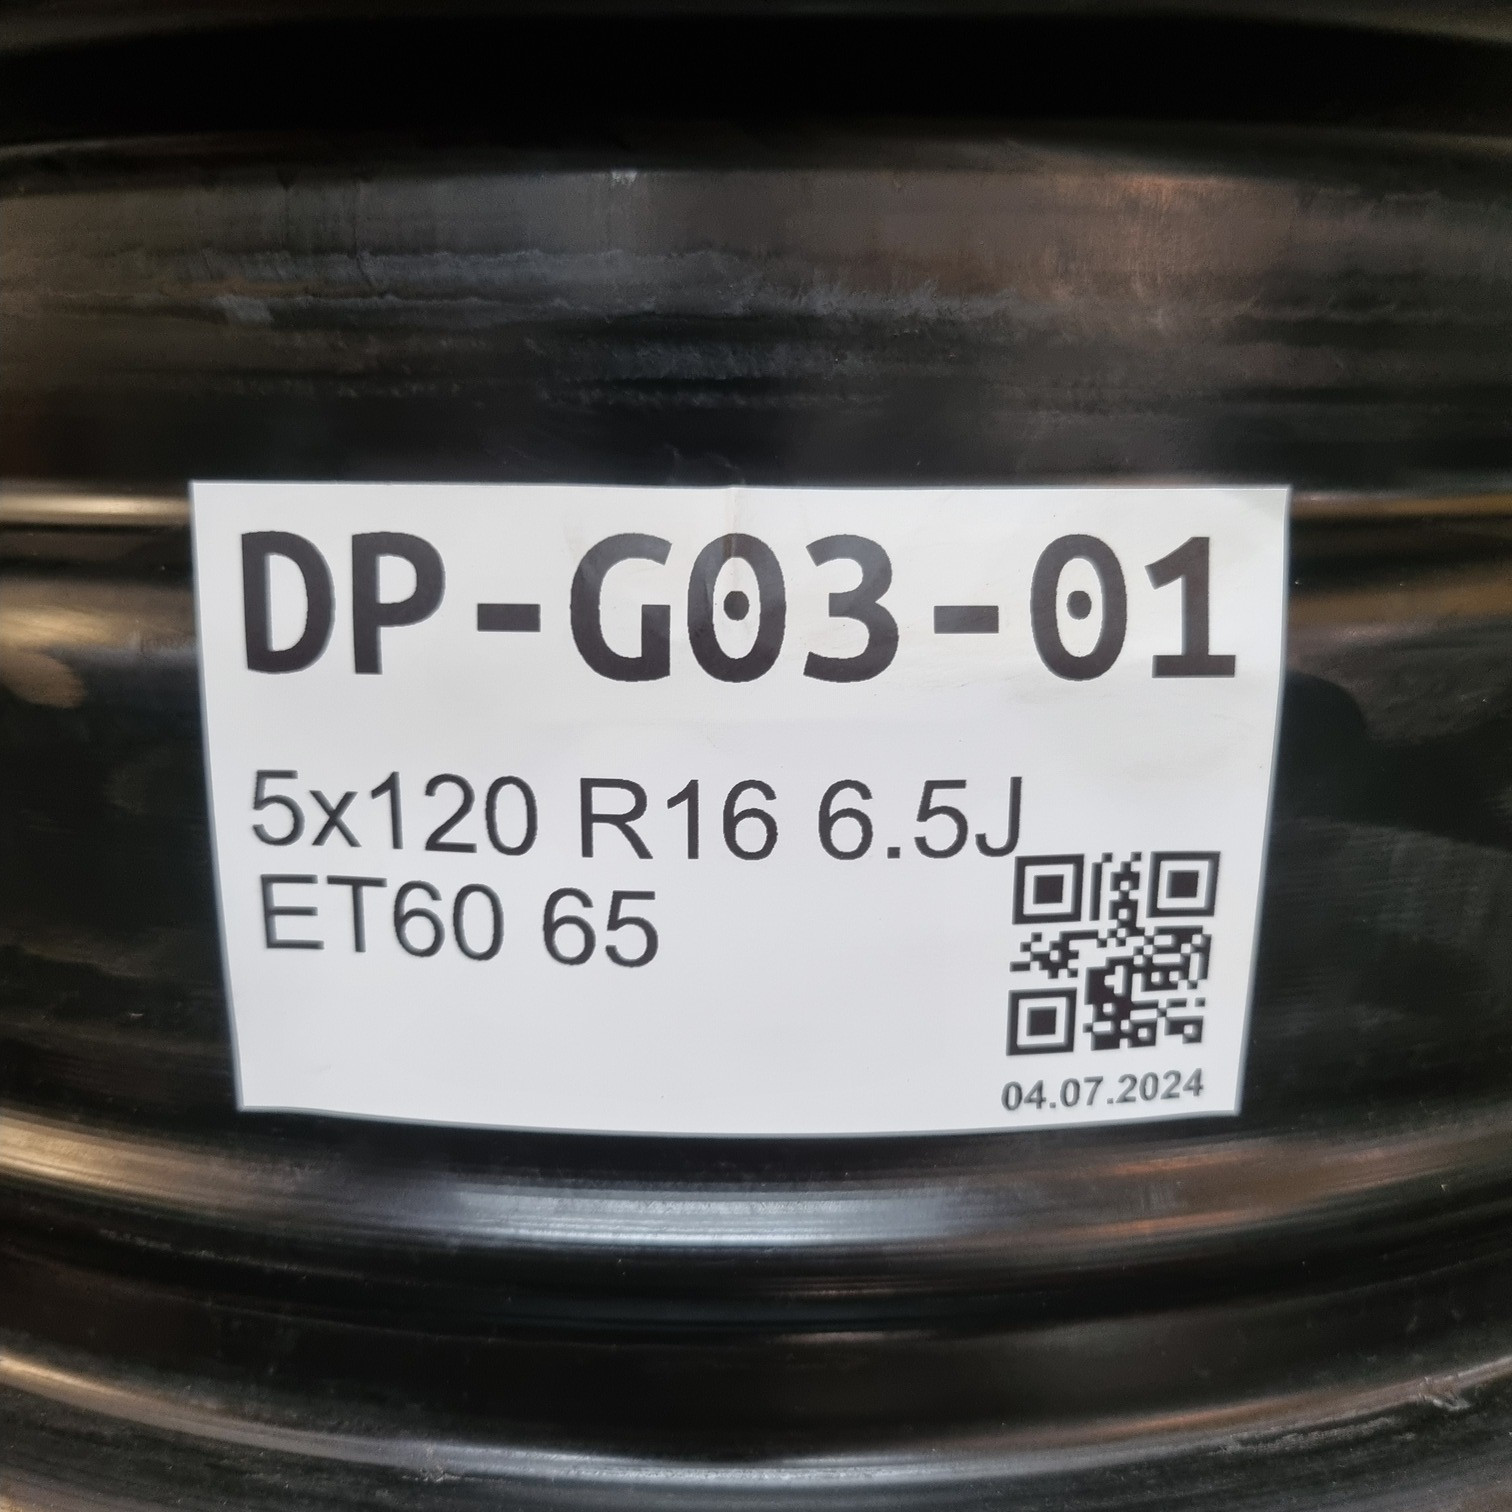 DP-G03-01
5x120 R16 6.5J
ET60 65
04.07.2024